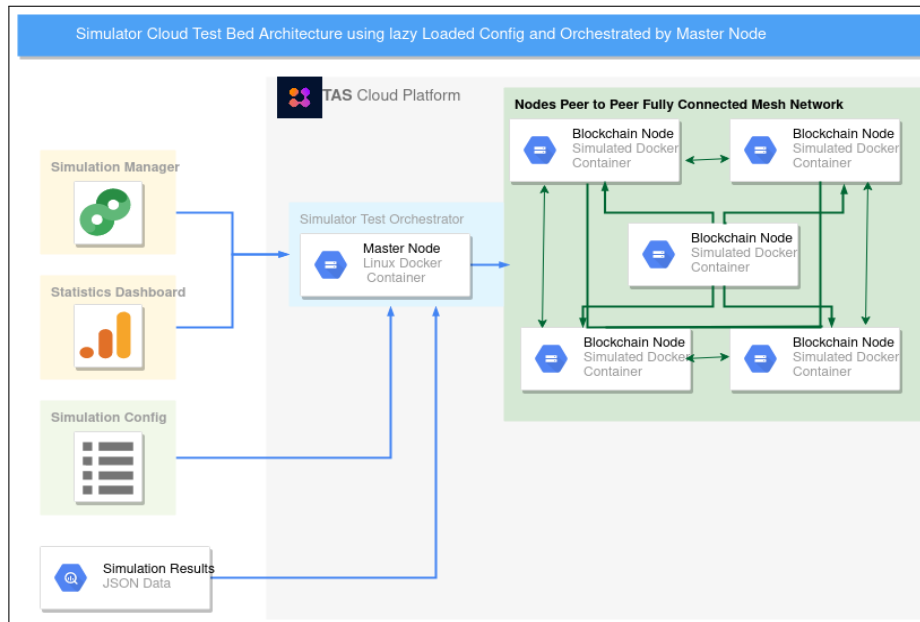 Simulator Cloud Test Bed Architecture using lazy Loaded Config and Orchestrated by Master Node
TAS Cloud Platform
Nodes Peer to Peer Fully Connected Mesh Network
Blockchain Node
Simulated Docker
Container
Blockchain Node
Simulated Docker
Container
Simulation Manager
Simulator Test Orchestrator
Master Node
Linux Docker
Container
Blockchain Node
Simulated Docker
Container
Statistics Dashboard
Blockchain Node
Simulated Docker
Container
Blockchain Node
Simulated Docker
Container
Simulation Config
Simulation Results
JSON Data